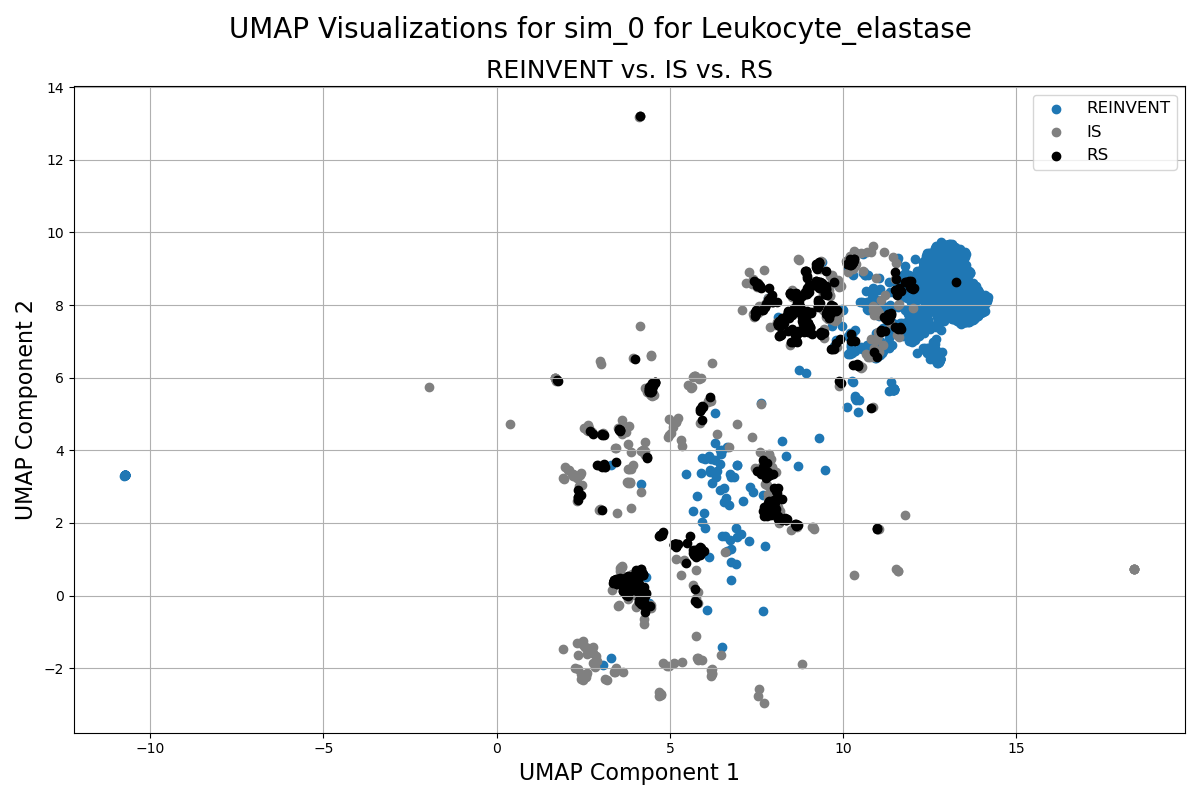 UMAP Visualizations for sim_0 for Leukocyte_elastase
REINVENT vs. IS vs. RS
REINVENT
IS
RS
14
12
10
8
6
4
2
0
−2
UMAP Component 2
−10
−5
0
5
10
15
UMAP Component 1